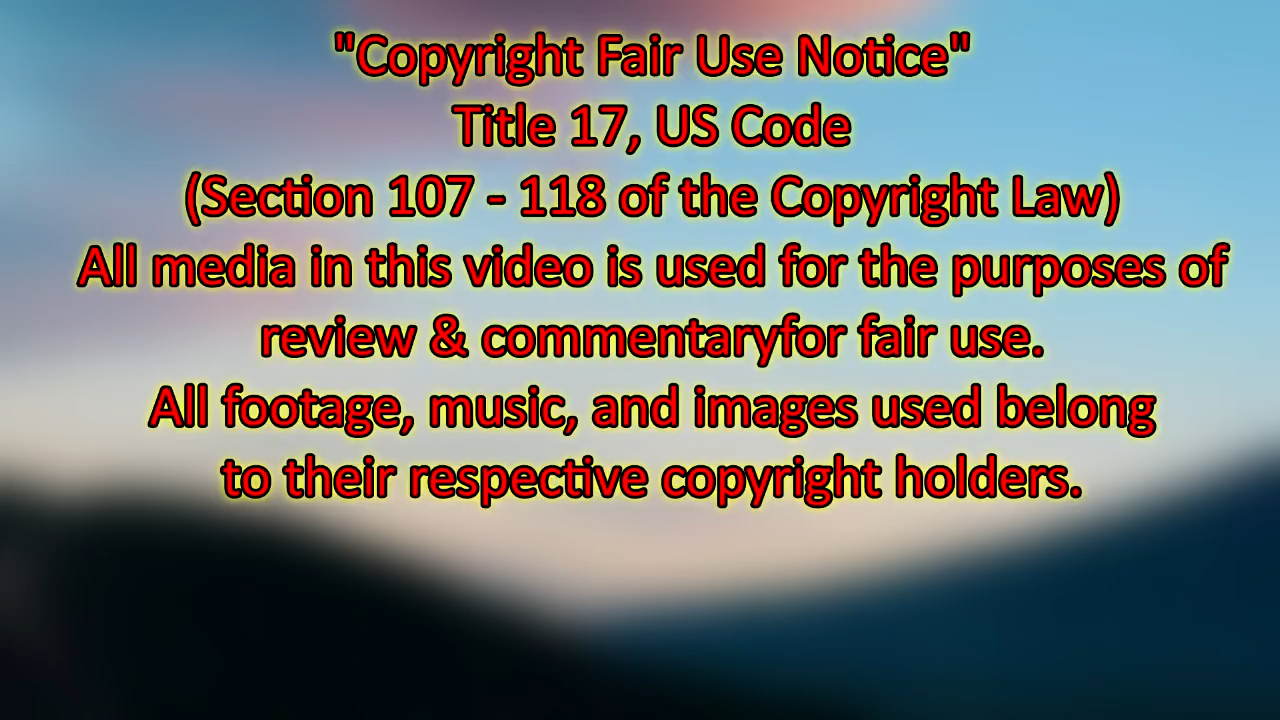 "Copyright Fair Use Notice"
Title 17, US Code
(Section 107 - 118 of the Copyright Law)
All media in this video is used for the purposes of
review & commentaryfor fair use.
All footage, music, and images used belong
to their respective copyright holders.